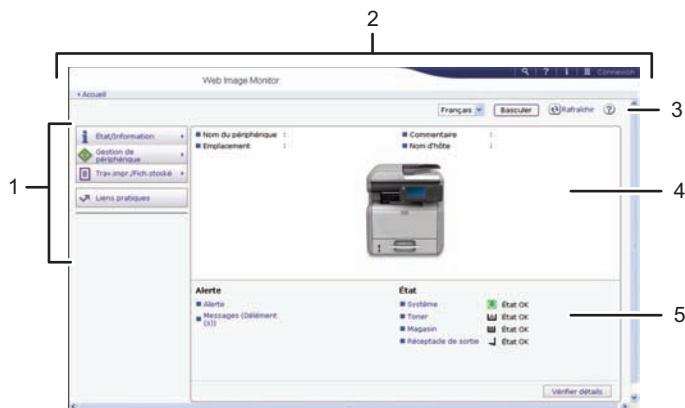 2
Web Image Monitor
? i Connexion
Accueil
Français Basculer Rafraîchir ? 3
1
État/Information
Gestion de périphérique
Trav.impr./Fich.stocké
Liens pratiques
Nom du périphérique :
Emplacement :
Commentaire :
Nom d'hôte :
4
Alerte
Alerte
Messages (0élément
(s))
État
Système État OK
Toner État OK
Magasin État OK
Réceptacle de sortie État OK
5
Vérifier détails